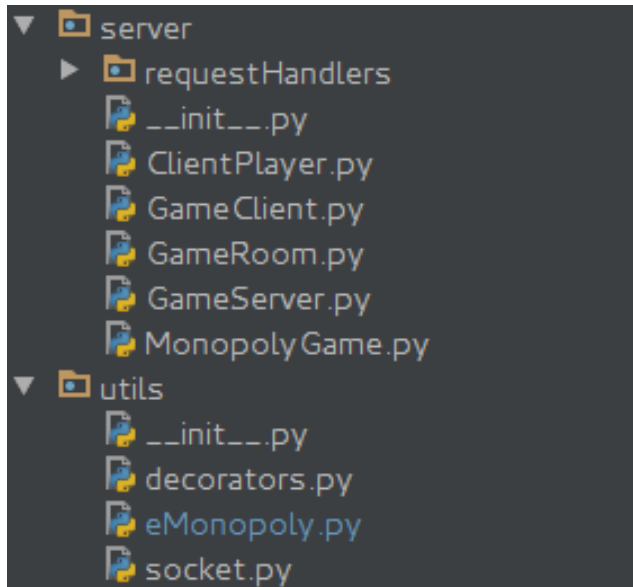 server
requestHandlers
__init__.py
ClientPlayer.py
GameClient.py
GameRoom.py
GameServer.py
MonopolyGame.py
utils
__init__.py
decorators.py
eMonopoly.py
socket.py